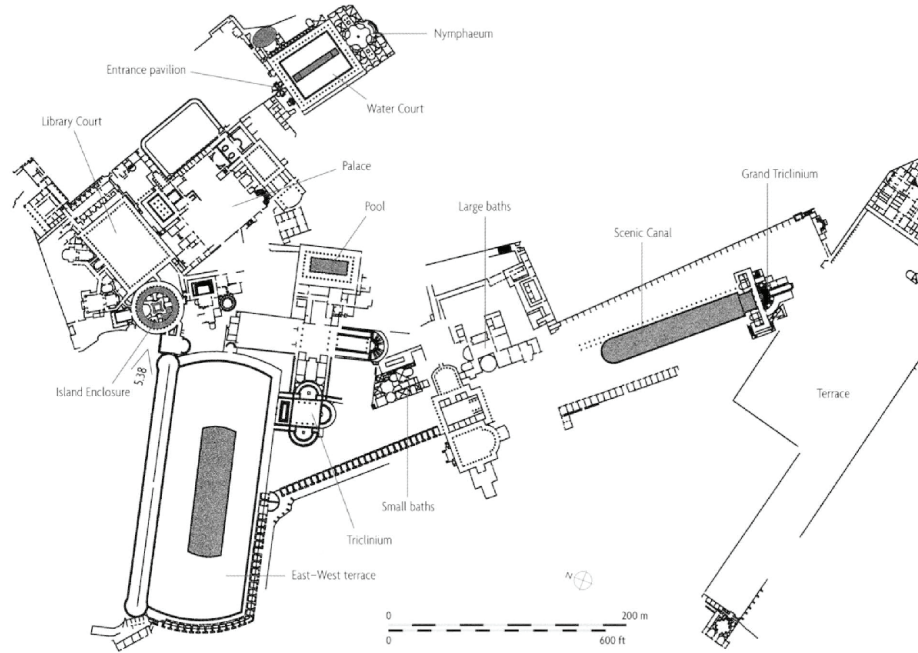 Nymphaeum
Entrance pavilion
Water Court
Library Court
Palace
Grand Triclinium
Pool
Large baths
Scenic Canal
Island Enclosure
5.38
Terrace
Small baths
Triclinium
N
East–West terrace
0 200 m
0 600 ft